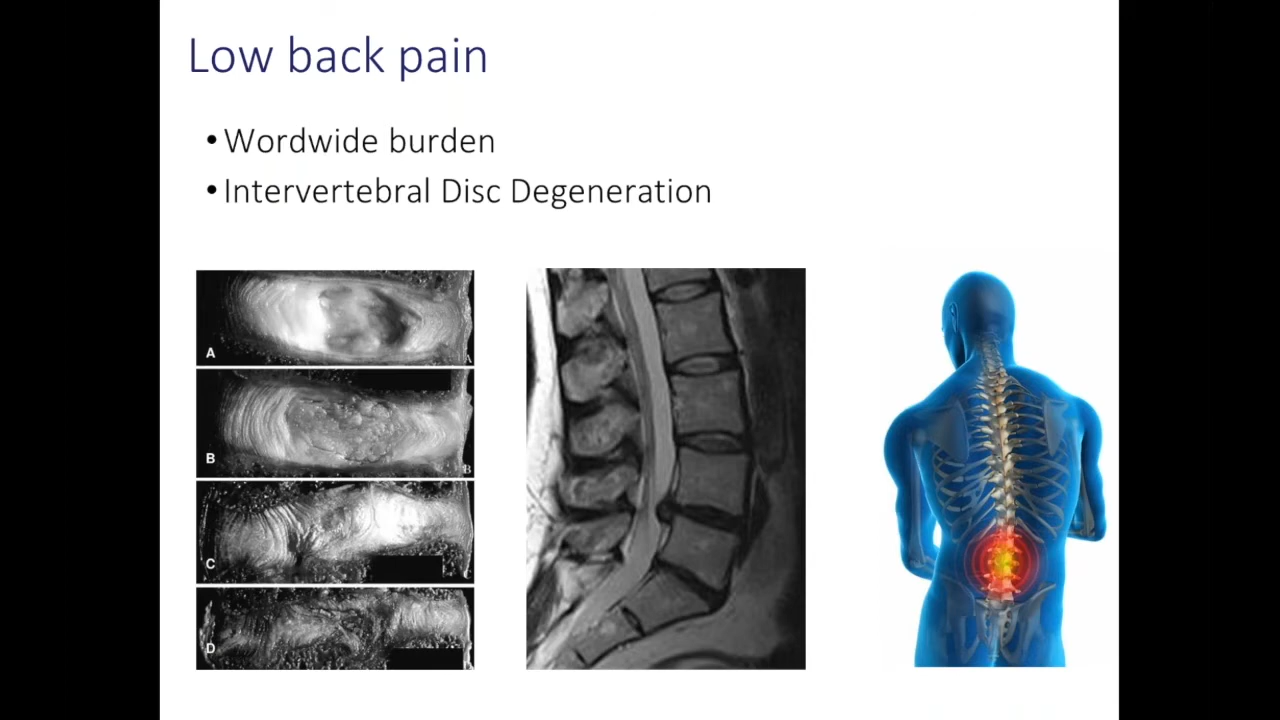 Low back pain
• Wordwide burden
• Intervertebral Disc Degeneration
A
A
B
B
C
D